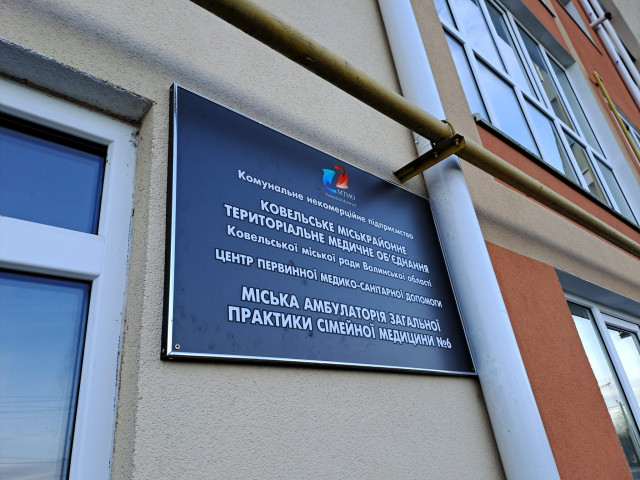 МТМО
Комунальне некомерційне підприємство
КОВЕЛЬСЬКЕ МІСЬКРАЙОННЕ
ТЕРИТОРІАЛЬНЕ МЕДИЧНЕ ОБ'ЄДНАННЯ
Ковельської міської ради Волинської області
ЦЕНТР ПЕРВИННОЇ МЕДИКО-САНІТАРНОЇ ДОПОМОГИ
МІСЬКА АМБУЛАТОРІЯ ЗАГАЛЬНОЇ
ПРАКТИКИ СІМЕЙНОЇ МЕДИЦИНИ №6